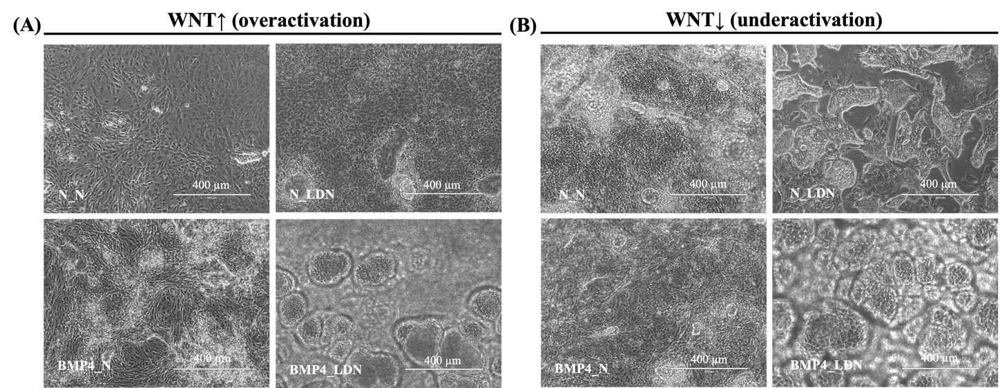 (A) WNT↑ (overactivation)
(B) WNT↓ (underactivation)
400 µm
N_N
400 µm
N_LDN
400 µm
N_N
400 µm
N_LDN
400 µm
BMP4_N
400 µm
BMP4_LDN
400 µm
BMP4_N
400 µm
BMP4_LDN